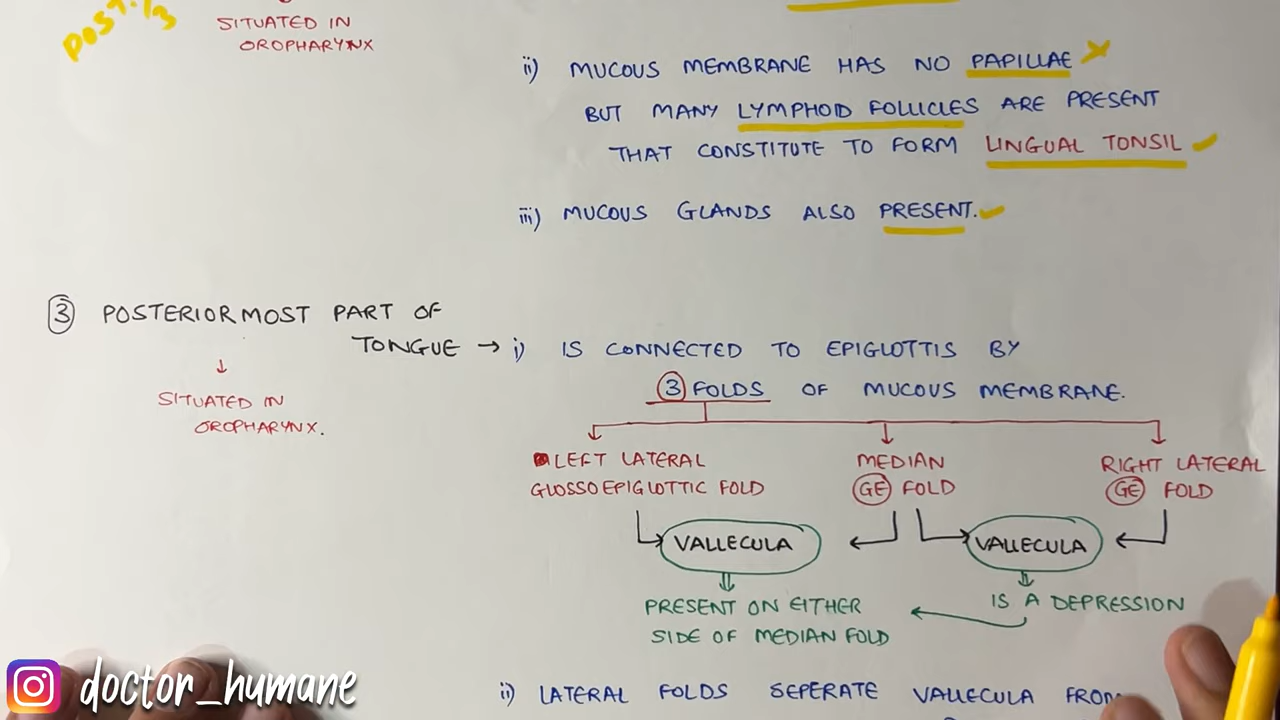 POST. 1/3
SITUATED IN
OROPHARYNX
ii) MUCOUS MEMBRANE HAS NO PAPILLAE
BUT MANY LYMPHOID FOLLICLES ARE PRESENT
THAT CONSTITUTE TO FORM LINGUAL TONSIL
iii) MUCOUS GLANDS ALSO PRESENT.
3 POSTERIORMOST PART OF
TONGUE → i) IS CONNECTED TO EPIGLOTTIS BY
3 FOLDS OF MUCOUS MEMBRANE.
SITUATED IN
OROPHARYNX.
LEFT LATERAL
GLOSSOEPIGLOTTIC FOLD
MEDIAN
GE FOLD
RIGHT LATERAL
GE FOLD
VALLECULA
VALLECULA
PRESENT ON EITHER
SIDE OF MEDIAN FOLD
IS A DEPRESSION
ii) LATERAL FOLDS SEPERATE VALLECULA FROM
doctor_humane